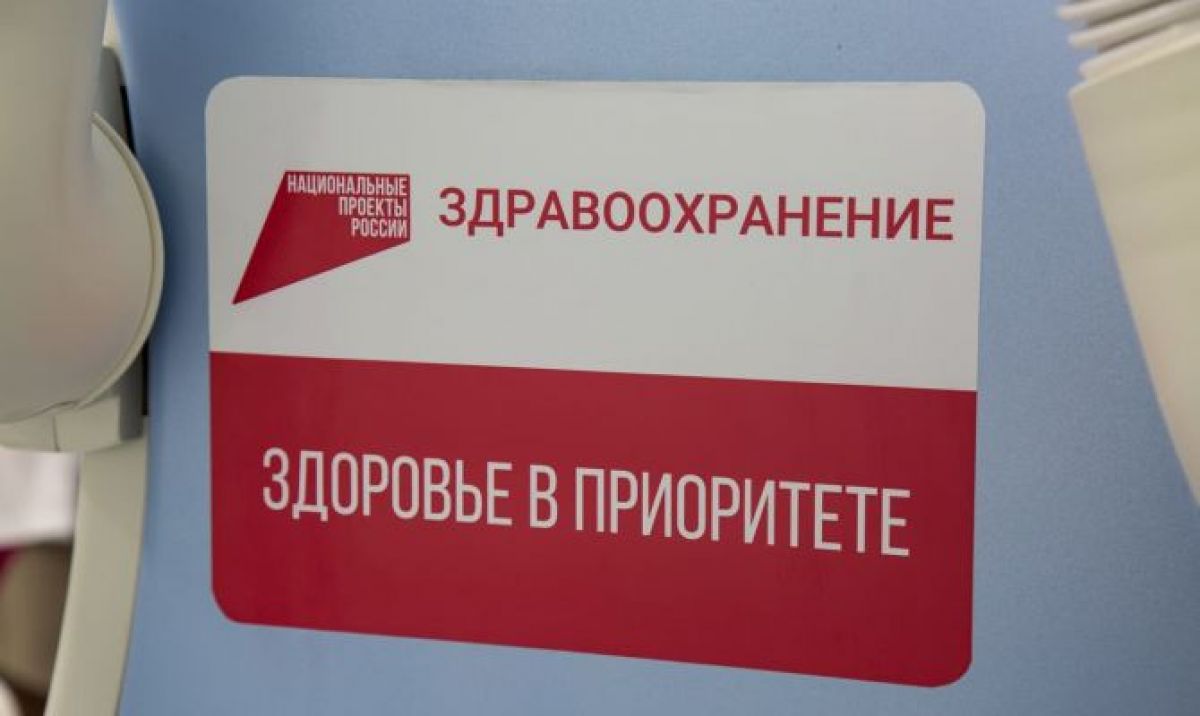 НАЦИОНАЛЬНЫЕ
ПРОЕКТЫ
РОССИИ
ЗДРАВООХРАНЕНИЕ
ЗДОРОВЬЕ В ПРИОРИТЕТЕ